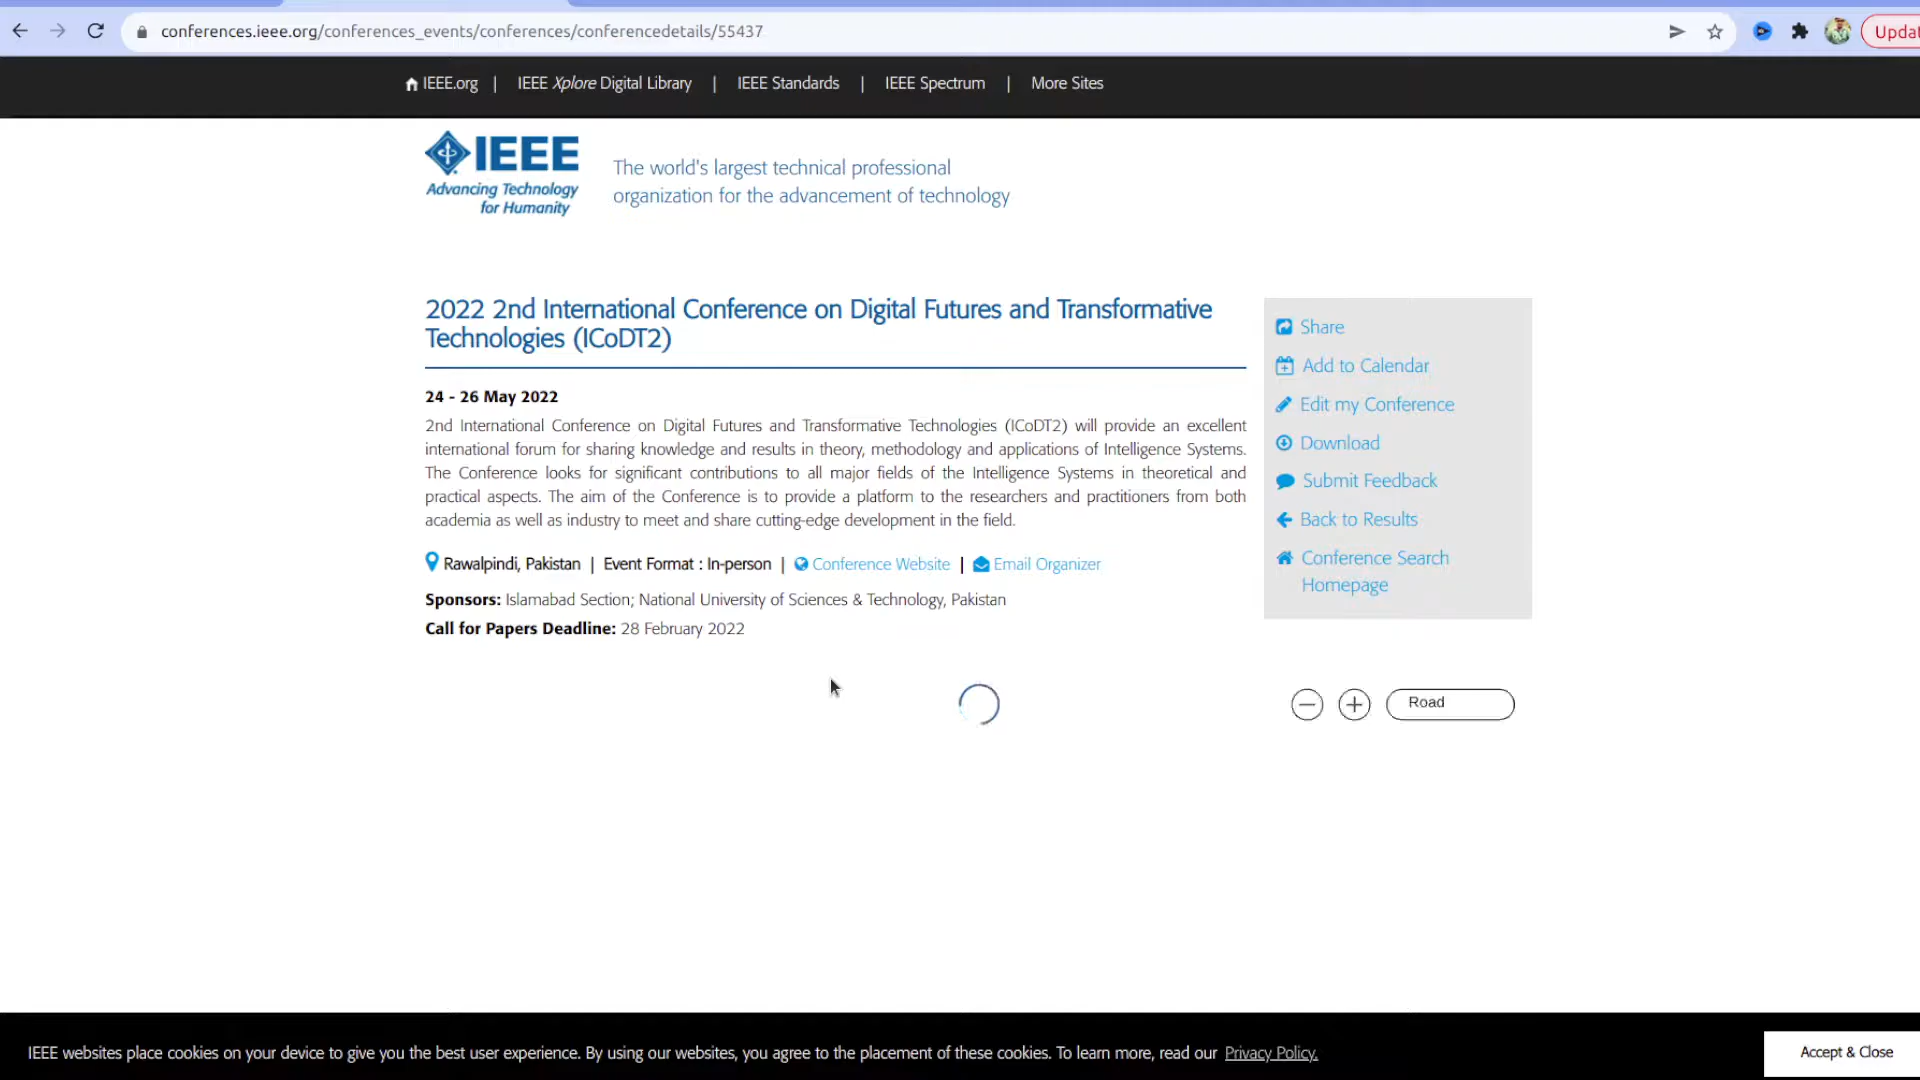 conferences.ieee.org/conferences_events/conferences/conferencedetails/55437
Updat
IEEE.org | IEEE Xplore Digital Library | IEEE Standards | IEEE Spectrum | More Sites
IEEE
Advancing Technology
for Humanity
The world's largest technical professional
organization for the advancement of technology
2022 2nd International Conference on Digital Futures and Transformative
Technologies (ICoDT2)
24 - 26 May 2022
2nd International Conference on Digital Futures and Transformative Technologies (ICoDT2) will provide an excellent
international forum for sharing knowledge and results in theory, methodology and applications of Intelligence Systems.
The Conference looks for significant contributions to all major fields of the Intelligence Systems in theoretical and
practical aspects. The aim of the Conference is to provide a platform to the researchers and practitioners from both
academia as well as industry to meet and share cutting-edge development in the field.
Rawalpindi, Pakistan | Event Format : In-person | Conference Website | Email Organizer
Sponsors: Islamabad Section; National University of Sciences & Technology, Pakistan
Call for Papers Deadline: 28 February 2022
Share
Add to Calendar
Edit my Conference
Download
Submit Feedback
Back to Results
Conference Search
Homepage
Road
IEEE websites place cookies on your device to give you the best user experience. By using our websites, you agree to the placement of these cookies. To learn more, read our Privacy Policy.
Accept & Close